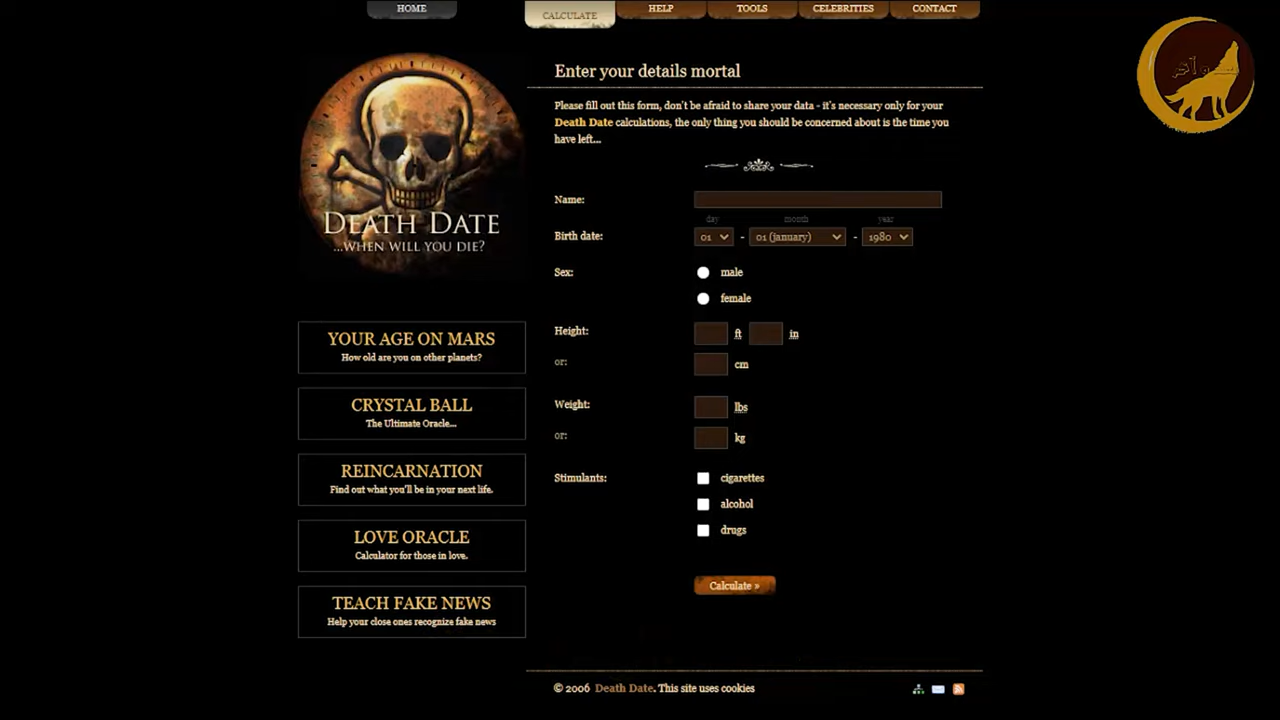 HOME
CALCULATE
HELP
TOOLS
CELEBRITIES
CONTACT
DEATH DATE
...WHEN WILL YOU DIE?
YOUR AGE ON MARS
How old are you on other planets?
CRYSTAL BALL
The Ultimate Oracle...
REINCARNATION
Find out what you'll be in your next life.
LOVE ORACLE
Calculator for those in love.
TEACH FAKE NEWS
Help your close ones recognize fake news
Enter your details mortal
Please fill out this form, don't be afraid to share your data - it's necessary only for your
Death Date calculations, the only thing you should be concerned about is the time you
have left...
Name:
day month year
Birth date: 01 - 01 (january) - 1980
Sex: male
female
Height: ft in
or: cm
Weight: lbs
or: kg
Stimulants: cigarettes
alcohol
drugs
Calculate »
© 2006 Death Date. This site uses cookies